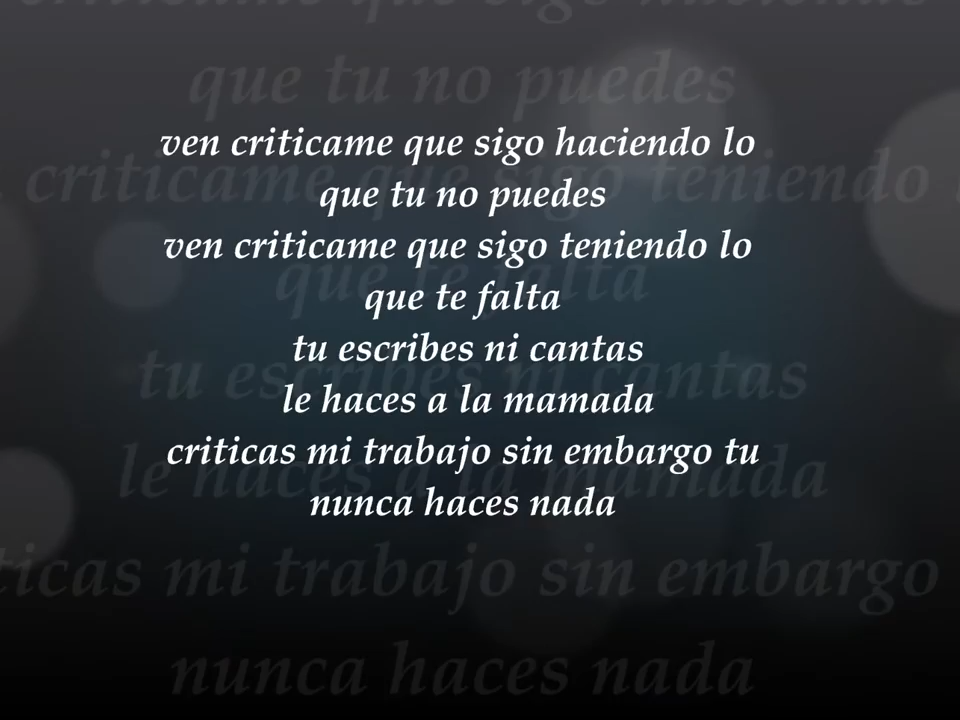 ven criticame que sigo haciendo lo
que tu no puedes
ven criticame que sigo teniendo lo
que te falta
tu escribes ni cantas
le haces a la mamada
criticas mi trabajo sin embargo tu
nunca haces nada